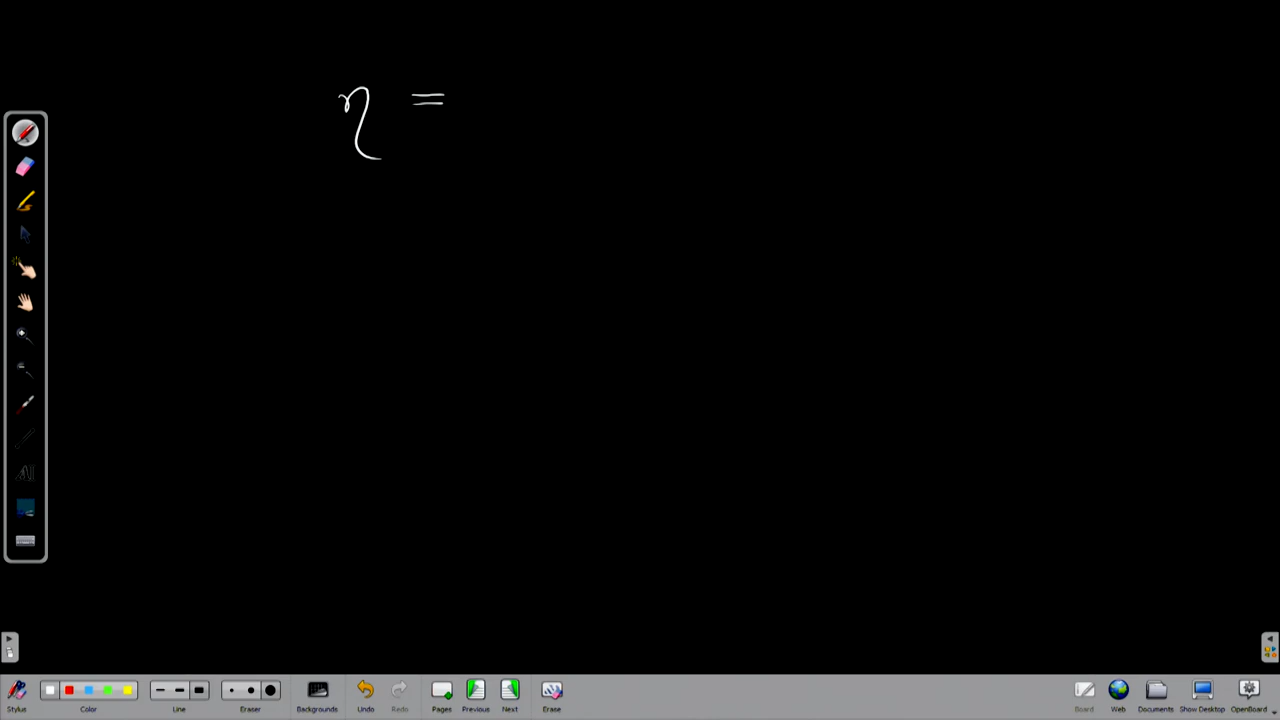 η =
Stylus
Color
Line
Eraser
Backgrounds
Undo
Redo
Pages
Previous
Next
Erase
Board
Web
Documents
Show Desktop
OpenBoard